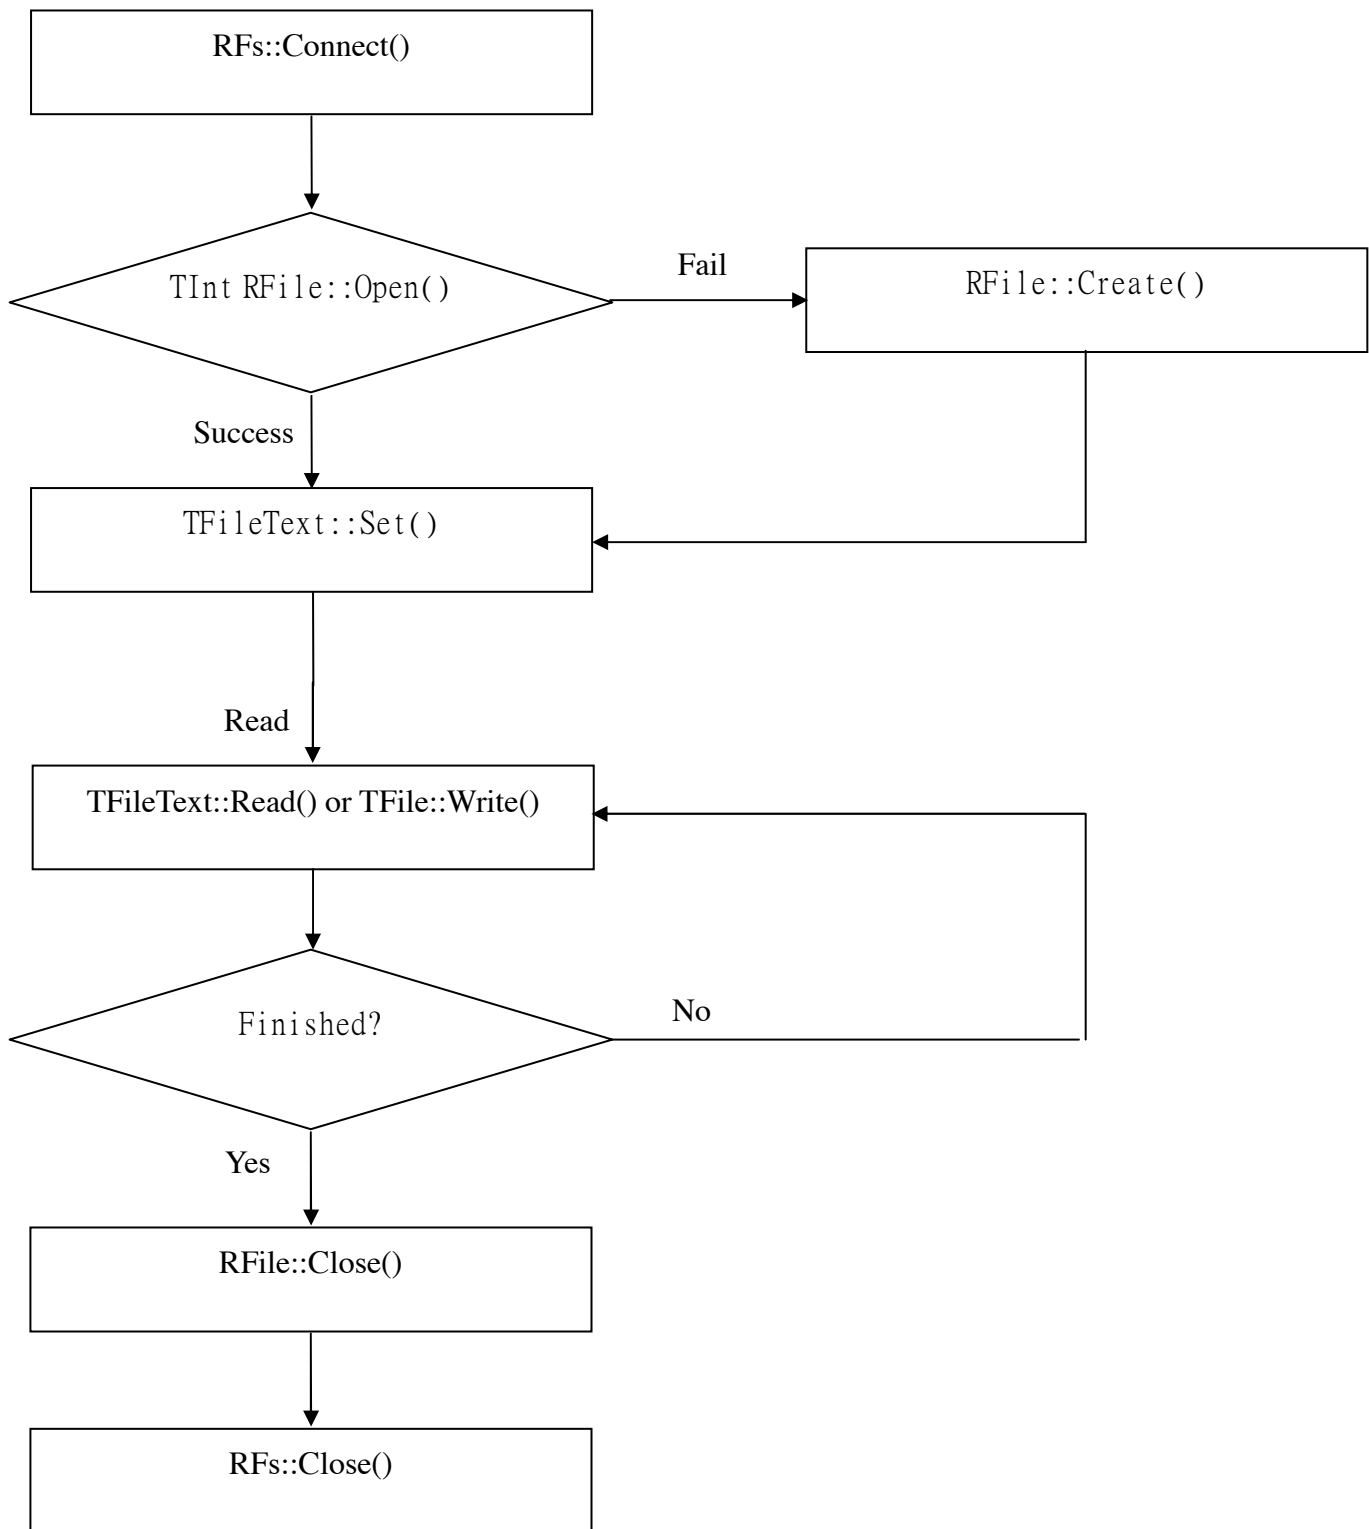 RFs::Connect()
TInt RFile::Open()
Fail
RFile::Create()
Success
TFileText::Set()
Read
TFileText::Read() or TFile::Write()
Finished?
No
Yes
RFile::Close()
RFs::Close()